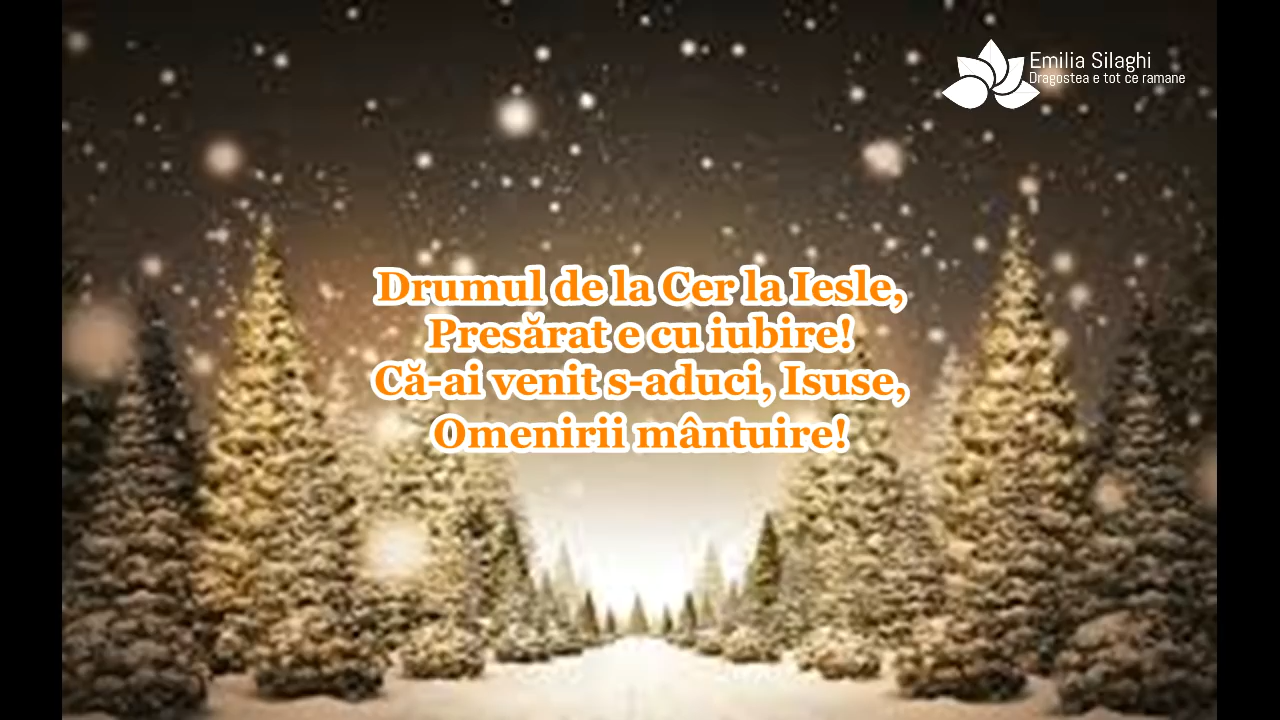 Emilia Silaghi
Dragostea e tot ce ramane
Drumul de la Cer la Iesle,
Presărat e cu iubire!
Că-ai venit s-aduci, Isuse,
Omenirii mântuire!